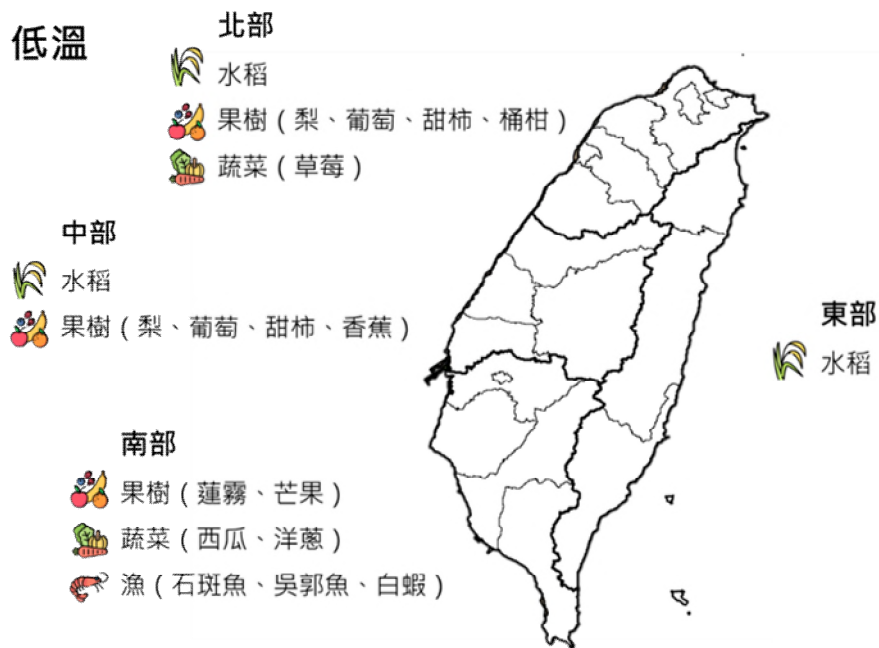 低溫
北部
水稻
果樹（梨、葡萄、甜柿、桶柑）
蔬菜（草莓）
中部
水稻
果樹（梨、葡萄、甜柿、香蕉）
東部
水稻
南部
果樹（蓮霧、芒果）
蔬菜（西瓜、洋蔥）
漁（石斑魚、吳郭魚、白蝦）